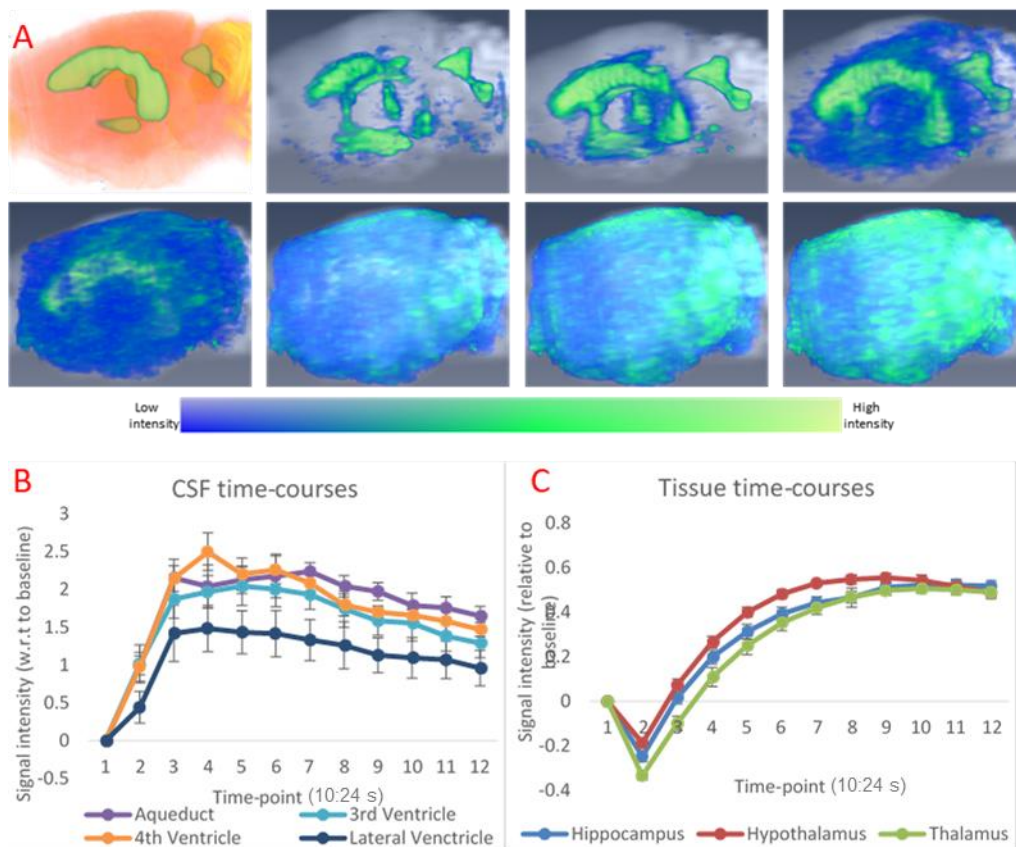 A
Low
intensity
High
intensity
B
CSF time-courses
Signal intensity (w.r.t to baseline)
3
2.5
2
1.5
1
0.5
0
-0.5
1 2 3 4 5 6 7 8 9 10 11 12
Time-point (10:24 s)
Aqueduct
3rd Ventricle
4th Ventricle
Lateral Venctricle
C
Tissue time-courses
Signal intensity (relative to
baseline)
0.8
0.6
0.4
0.2
0
-0.2
-0.4
1 2 3 4 5 6 7 8 9 10 11 12
Time-point (10:24 s)
Hippocampus
Hypothalamus
Thalamus